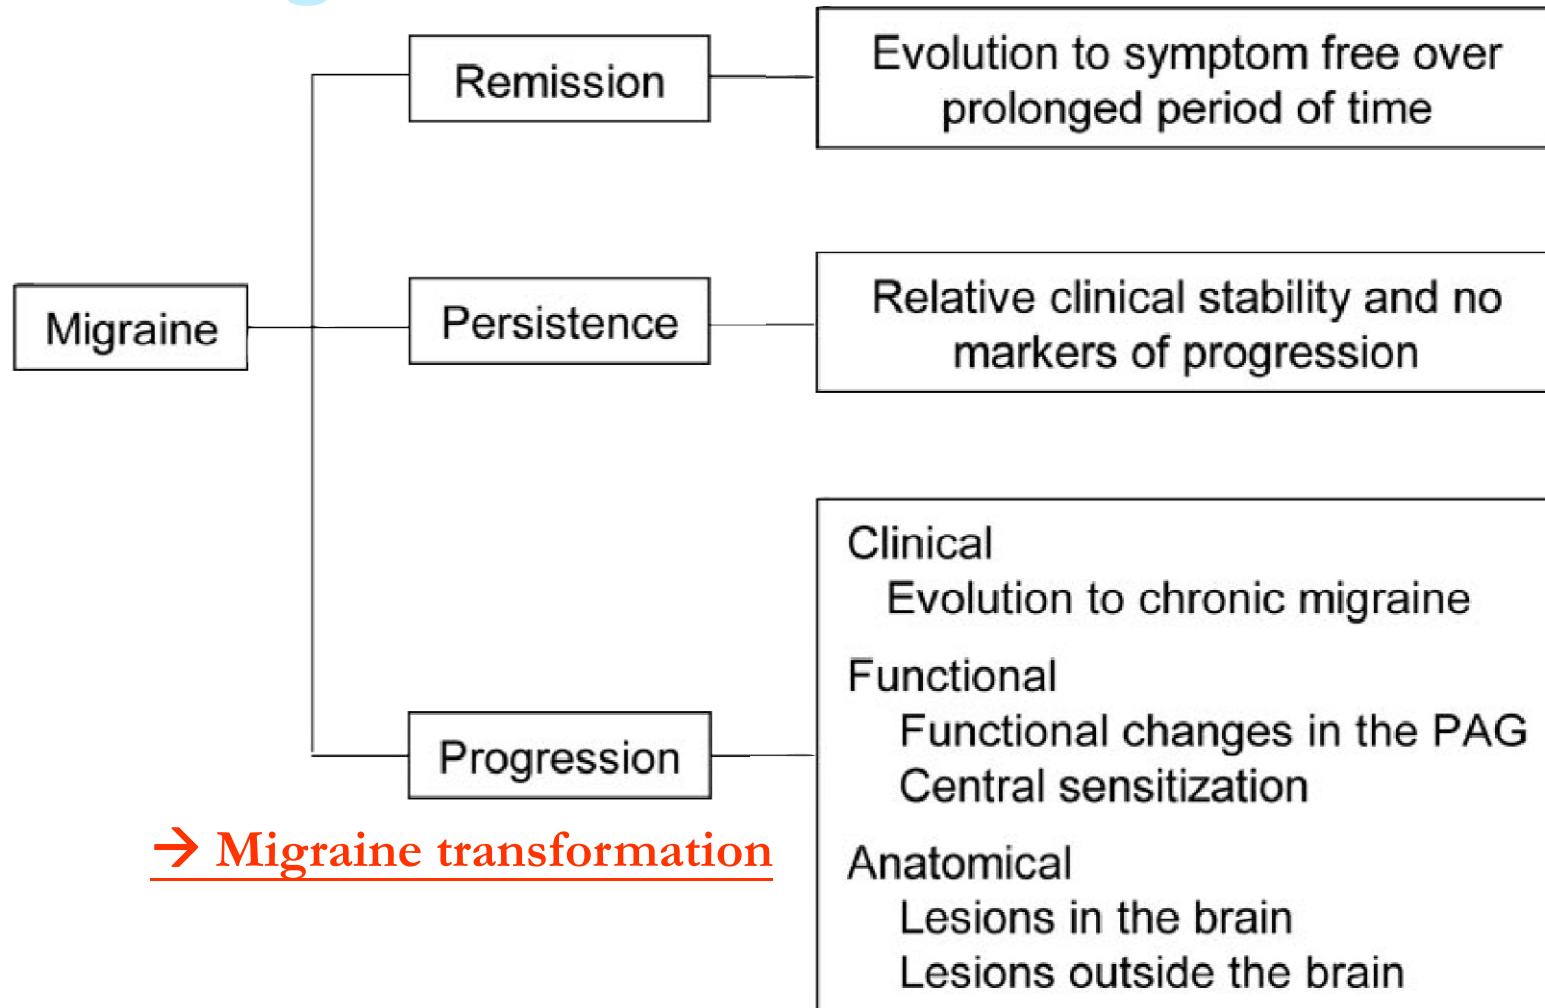 Remission
Evolution to symptom free over
prolonged period of time
Migraine
Persistence
Relative clinical stability and no
markers of progression
Progression
→ Migraine transformation
Clinical
Evolution to chronic migraine
Functional
Functional changes in the PAG
Central sensitization
Anatomical
Lesions in the brain
Lesions outside the brain